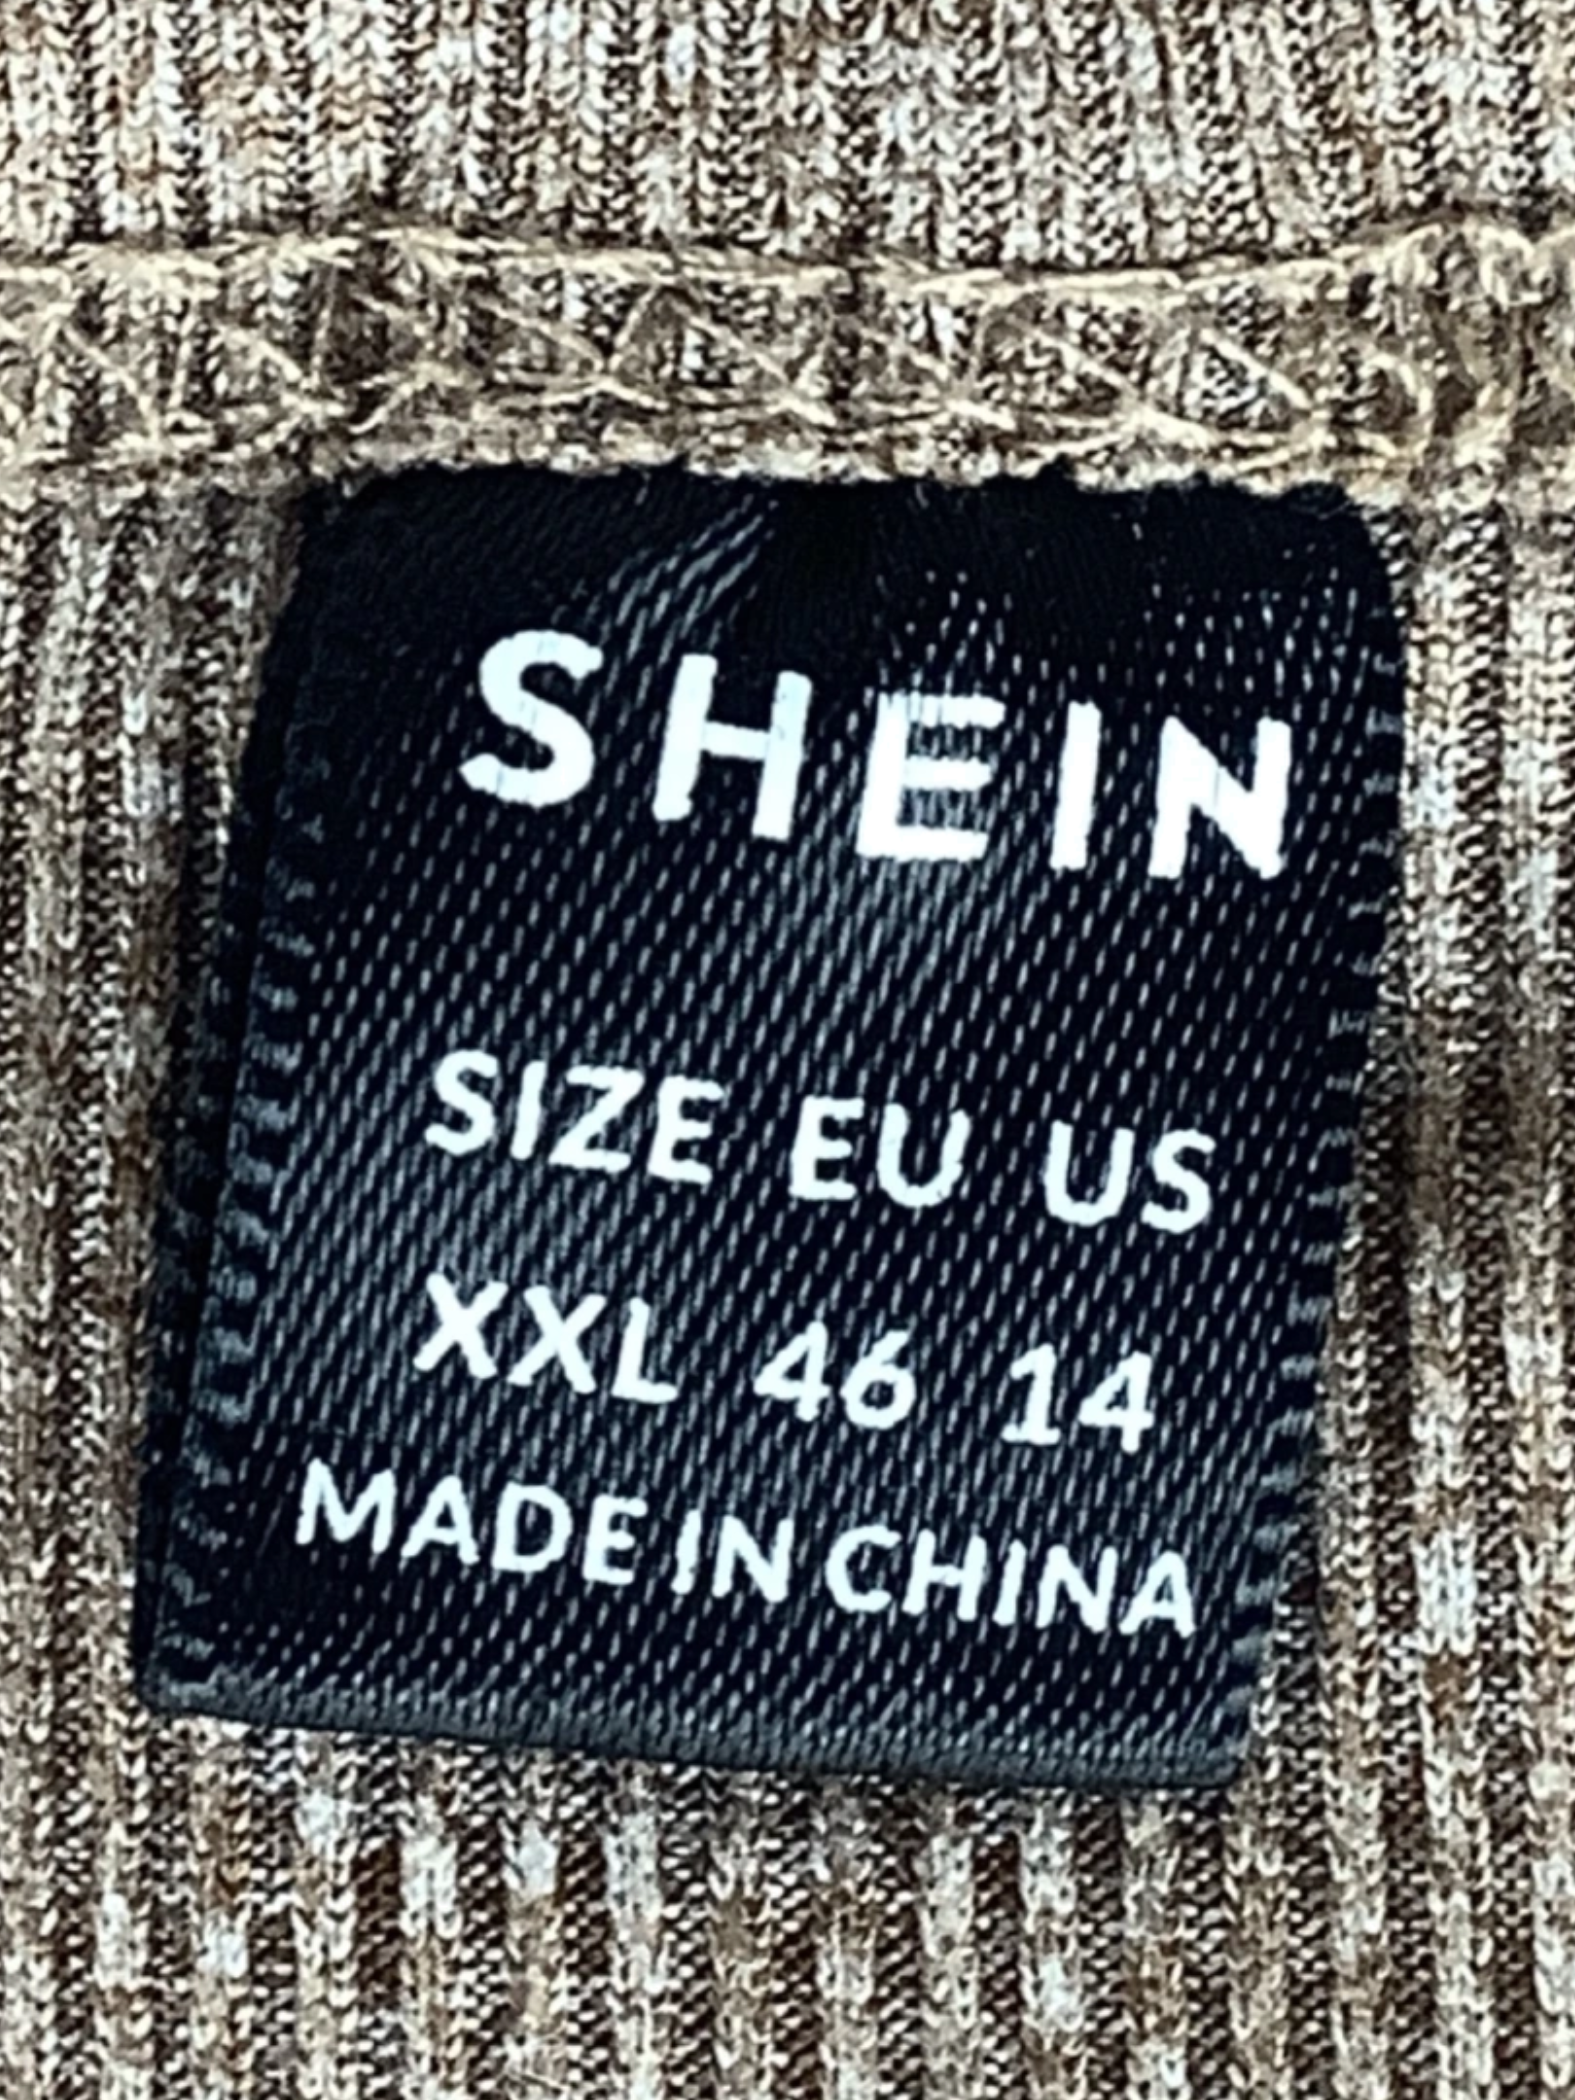 SHEIN
SIZE EU US
XXL 46 14
MADE IN CHINA